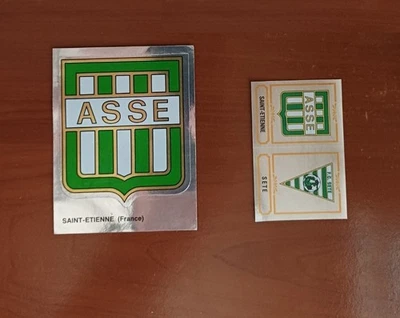 ASSE
SAINT-ETIENNE (France)
ASSE
SAINT-ETIENNE
SETE